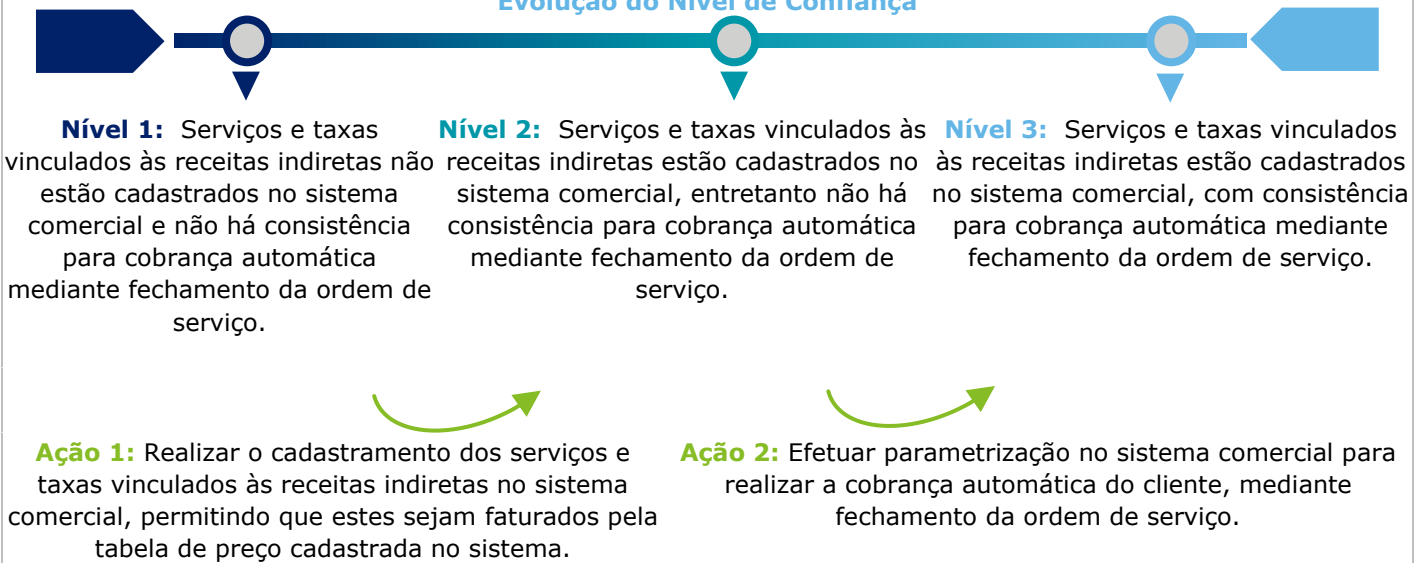 Evolução do Nível de Confiança
Nível 1: Serviços e taxas
vinculados às receitas indiretas não
estão cadastrados no sistema
comercial e não há consistência
para cobrança automática
mediante fechamento da ordem de
serviço.
Nível 2: Serviços e taxas vinculados às
receitas indiretas estão cadastrados no
sistema comercial, entretanto não há
consistência para cobrança automática
mediante fechamento da ordem de
serviço.
Nível 3: Serviços e taxas vinculados
às receitas indiretas estão cadastrados
no sistema comercial, com consistência
para cobrança automática mediante
fechamento da ordem de serviço.
Ação 1: Realizar o cadastramento dos serviços e
taxas vinculados às receitas indiretas no sistema
comercial, permitindo que estes sejam faturados pela
tabela de preço cadastrada no sistema.
Ação 2: Efetuar parametrização no sistema comercial para
realizar a cobrança automática do cliente, mediante
fechamento da ordem de serviço.